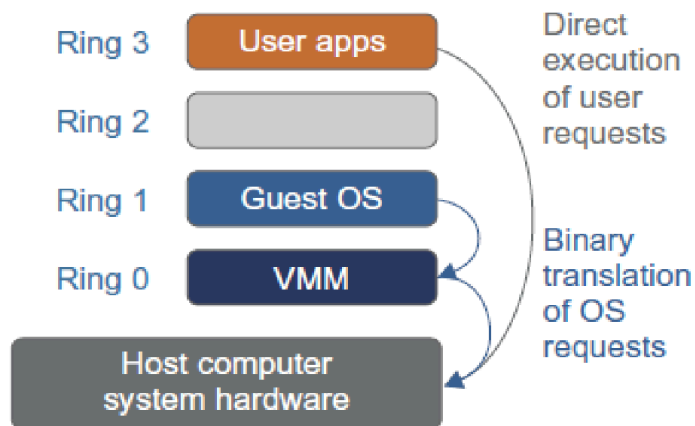 Ring 3
User apps
Direct
execution
of user
requests
Ring 2
Ring 1
Guest OS
Binary
translation
of OS
requests
Ring 0
VMM
Host computer
system hardware